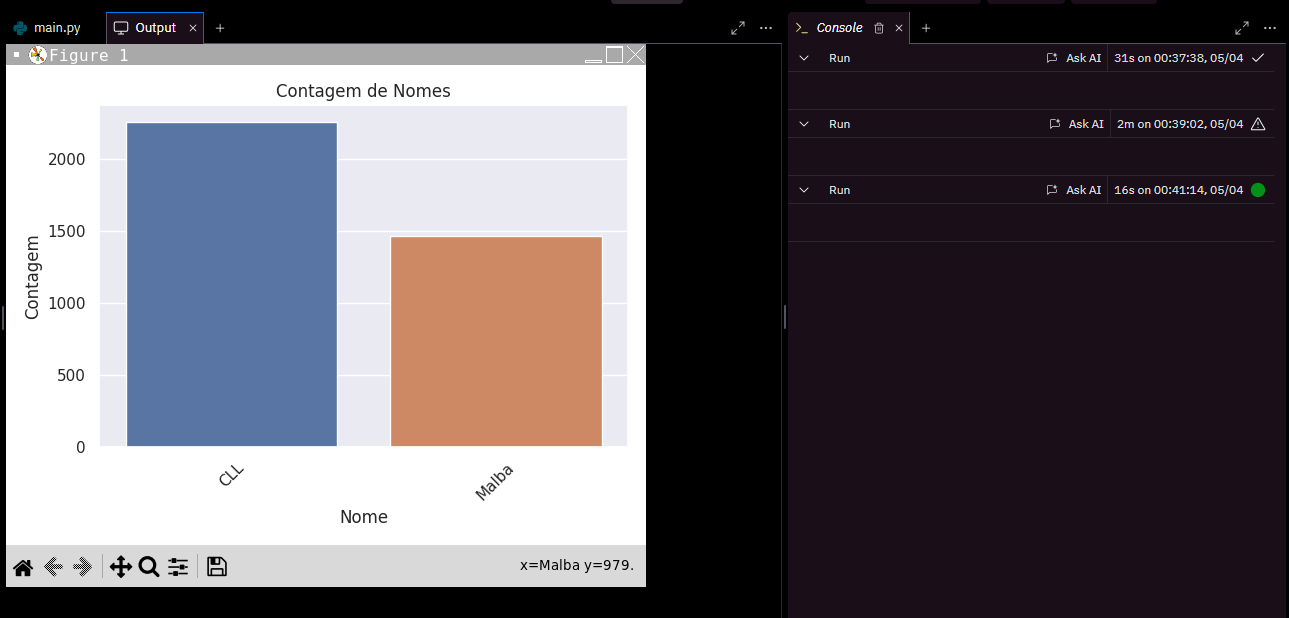 main.py
Output
Console
Figure 1
Contagem de Nomes
Contagem
2000
1500
1000
500
0
CLL
Malba
Nome
x=Malba y=979.
Run Ask AI 31s on 00:37:38, 05/04
Run Ask AI 2m on 00:39:02, 05/04
Run Ask AI 16s on 00:41:14, 05/04